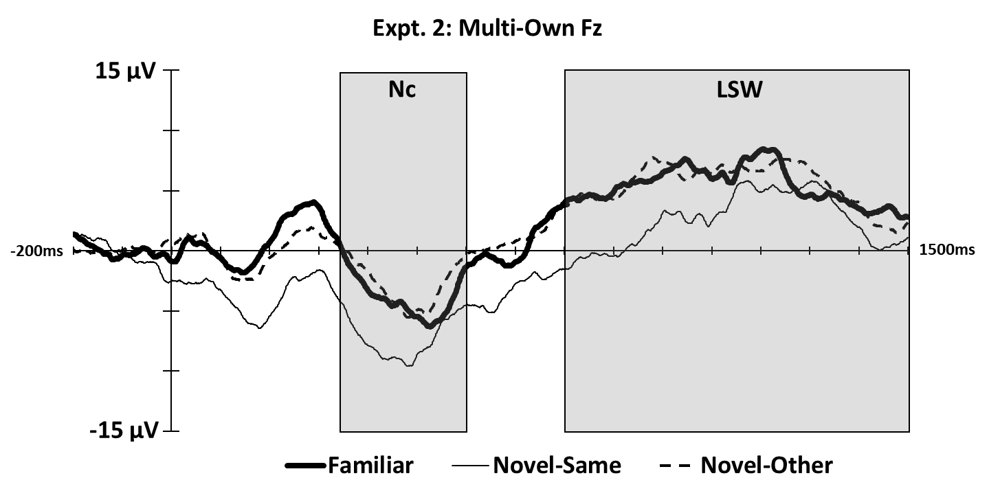 Expt. 2: Multi-Own Fz
15 µV
Nc
LSW
-200ms
1500ms
-15 µV
Familiar
Novel-Same
Novel-Other